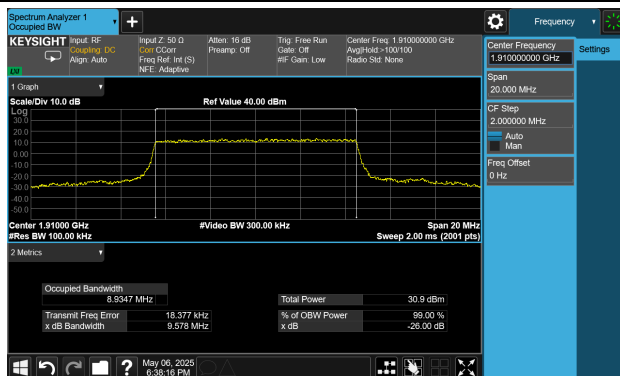 Spectrum Analyzer 1
Occupied BW
Frequency
KEYSIGHT
Input: RF
Coupling: DC
Align: Auto
Input Z: 50 Ω
Corr CCorr
Freq Ref: Int (S)
NFE: Adaptive
Atten: 16 dB
Preamp: Off
Trig: Free Run
Gate: Off
#IF Gain: Low
Center Freq: 1.910000000 GHz
Avg|Hold:>100/100
Radio Std: None
Center Frequency
1.910000000 GHz
Settings
Span
20.000 MHz
CF Step
2.000000 MHz
Auto
Man
Freq Offset
0 Hz
1 Graph
Scale/Div 10.0 dB
Ref Value 40.00 dBm
Log
30.0
20.0
10.0
0.00
-10.0
-20.0
-30.0
-40.0
-50.0
Center 1.91000 GHz
#Video BW 300.00 kHz
Span 20 MHz
#Res BW 100.00 kHz
Sweep 2.00 ms (2001 pts)
2 Metrics
Occupied Bandwidth
8.9347 MHz
Total Power 30.9 dBm
Transmit Freq Error 18.377 kHz
% of OBW Power 99.00 %
x dB Bandwidth 9.578 MHz
x dB -26.00 dB
May 06, 2025
6:38:16 PM